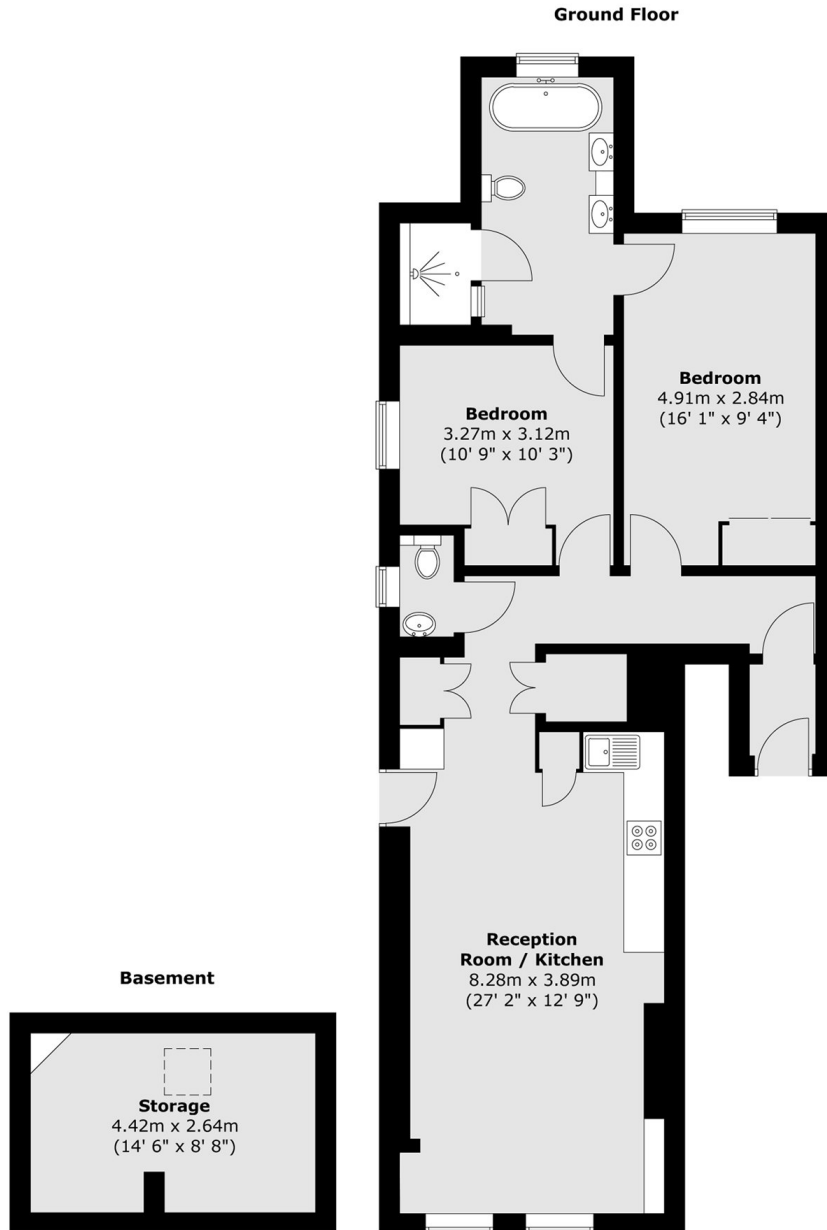 Ground Floor
Bedroom
4.91m x 2.84m
(16' 1" x 9' 4")
Bedroom
3.27m x 3.12m
(10' 9" x 10' 3")
Reception
Room / Kitchen
8.28m x 3.89m
(27' 2" x 12' 9")
Basement
Storage
4.42m x 2.64m
(14' 6" x 8' 8")